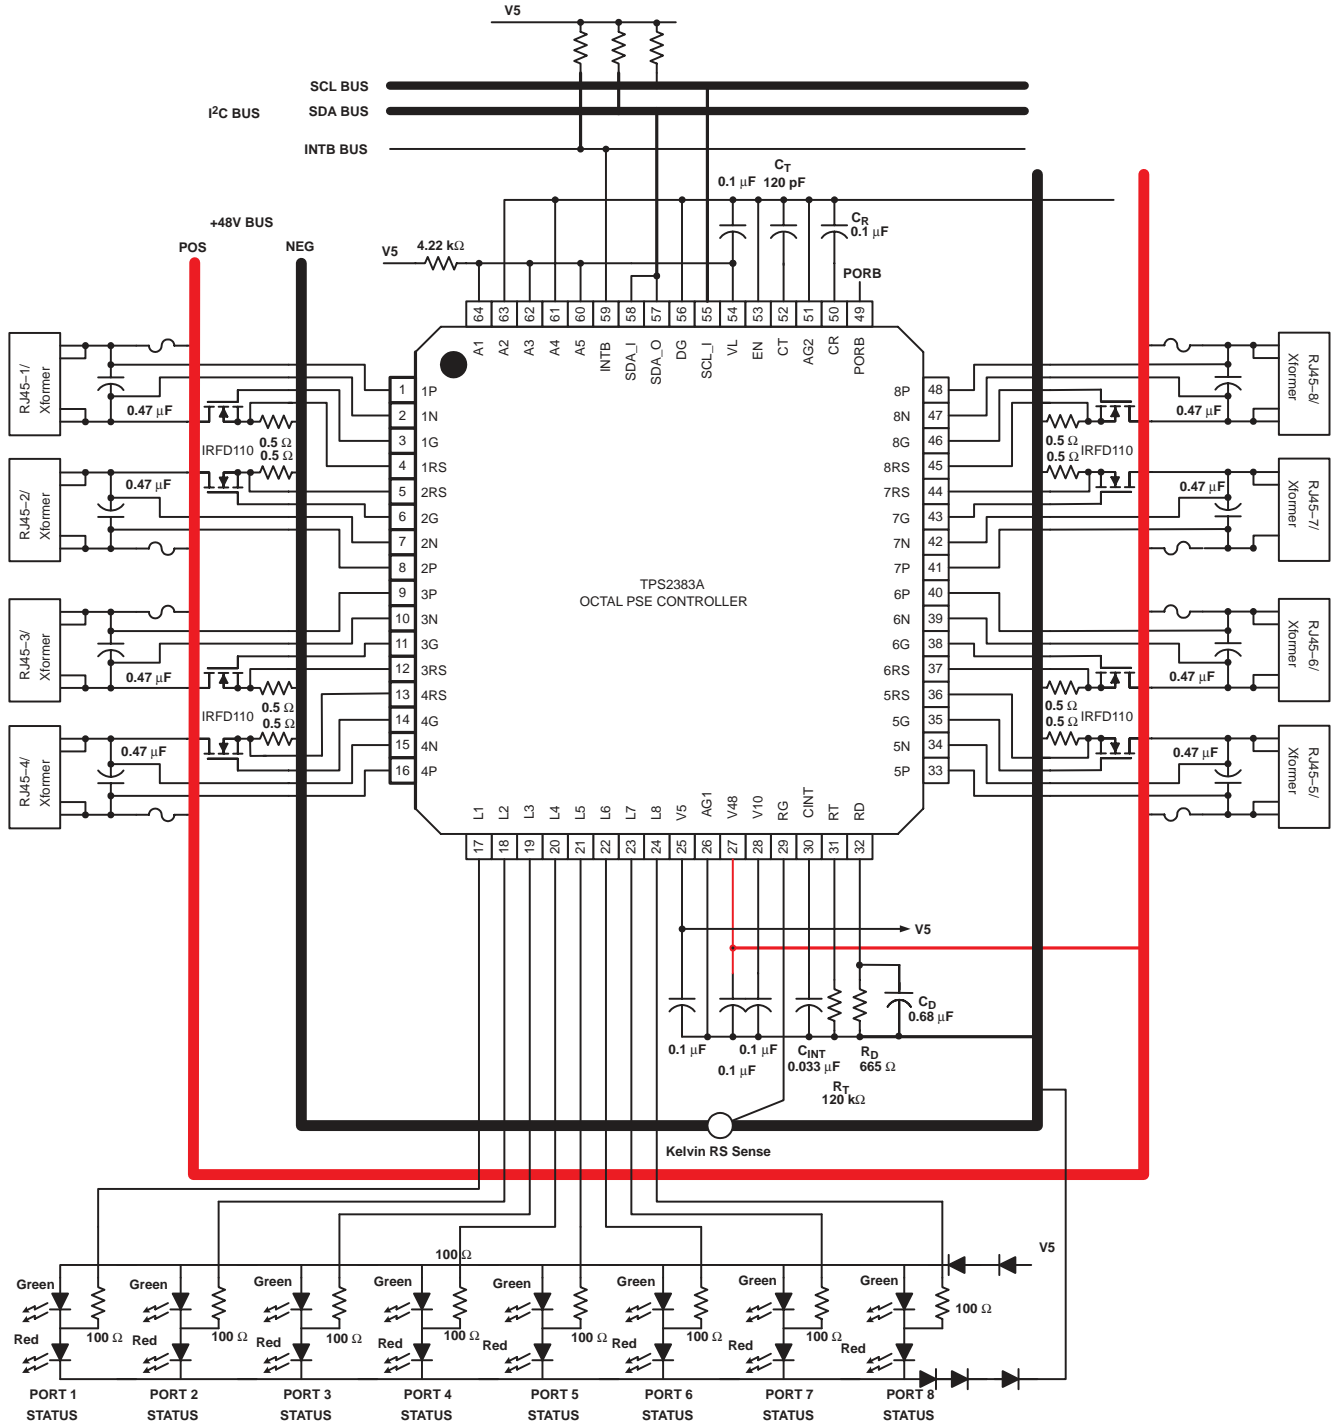 V5
SCL BUS
I²C BUS
SDA BUS
INTB BUS
C_T
0.1 μF 120 pF
C_R
0.1 μF
+48V BUS
POS NEG
V5 4.22 kΩ
PORB
64 63 62 61 60 59 58 57 56 55 54 53 52 51 50 49
A1 A2 A3 A4 A5 INTB SDA_I SDA_O DG SCL_I VL EN CT AG2 CR PORB
RJ45–1/
Xformer
0.47 μF
0.5 Ω
0.5 Ω
IRFD110
RJ45–2/
Xformer
0.47 μF
RJ45–3/
Xformer
0.47 μF
0.5 Ω
0.5 Ω
IRFD110
RJ45–4/
Xformer
0.47 μF
1 1P
2 1N
3 1G
4 1RS
5 2RS
6 2G
7 2N
8 2P
9 3P
10 3N
11 3G
12 3RS
13 4RS
14 4G
15 4N
16 4P
TPS2383A
OCTAL PSE CONTROLLER
8P 48
8N 47
8G 46
8RS 45
7RS 44
7G 43
7N 42
7P 41
6P 40
6N 39
6G 38
6RS 37
5RS 36
5G 35
5N 34
5P 33
RJ45–8/
Xformer
0.47 μF
0.5 Ω
0.5 Ω
IRFD110
RJ45–7/
Xformer
0.47 μF
RJ45–6/
Xformer
0.47 μF
0.5 Ω
0.5 Ω
IRFD110
RJ45–5/
Xformer
0.47 μF
L1 L2 L3 L4 L5 L6 L7 L8 V5 AG1 V48 V10 RG CINT RT RD
17 18 19 20 21 22 23 24 25 26 27 28 29 30 31 32
V5
C_D
0.68 μF
0.1 μF
0.1 μF
0.1 μF
C_INT
0.033 μF
R_D
665 Ω
R_T
120 kΩ
Kelvin RS Sense
V5
100 Ω
Green Green Green Green Green Green Green Green
100 Ω
100 Ω 100 Ω 100 Ω 100 Ω 100 Ω 100 Ω 100 Ω
Red Red Red Red Red Red Red Red
PORT 1 PORT 2 PORT 3 PORT 4 PORT 5 PORT 6 PORT 7 PORT 8
STATUS STATUS STATUS STATUS STATUS STATUS STATUS STATUS